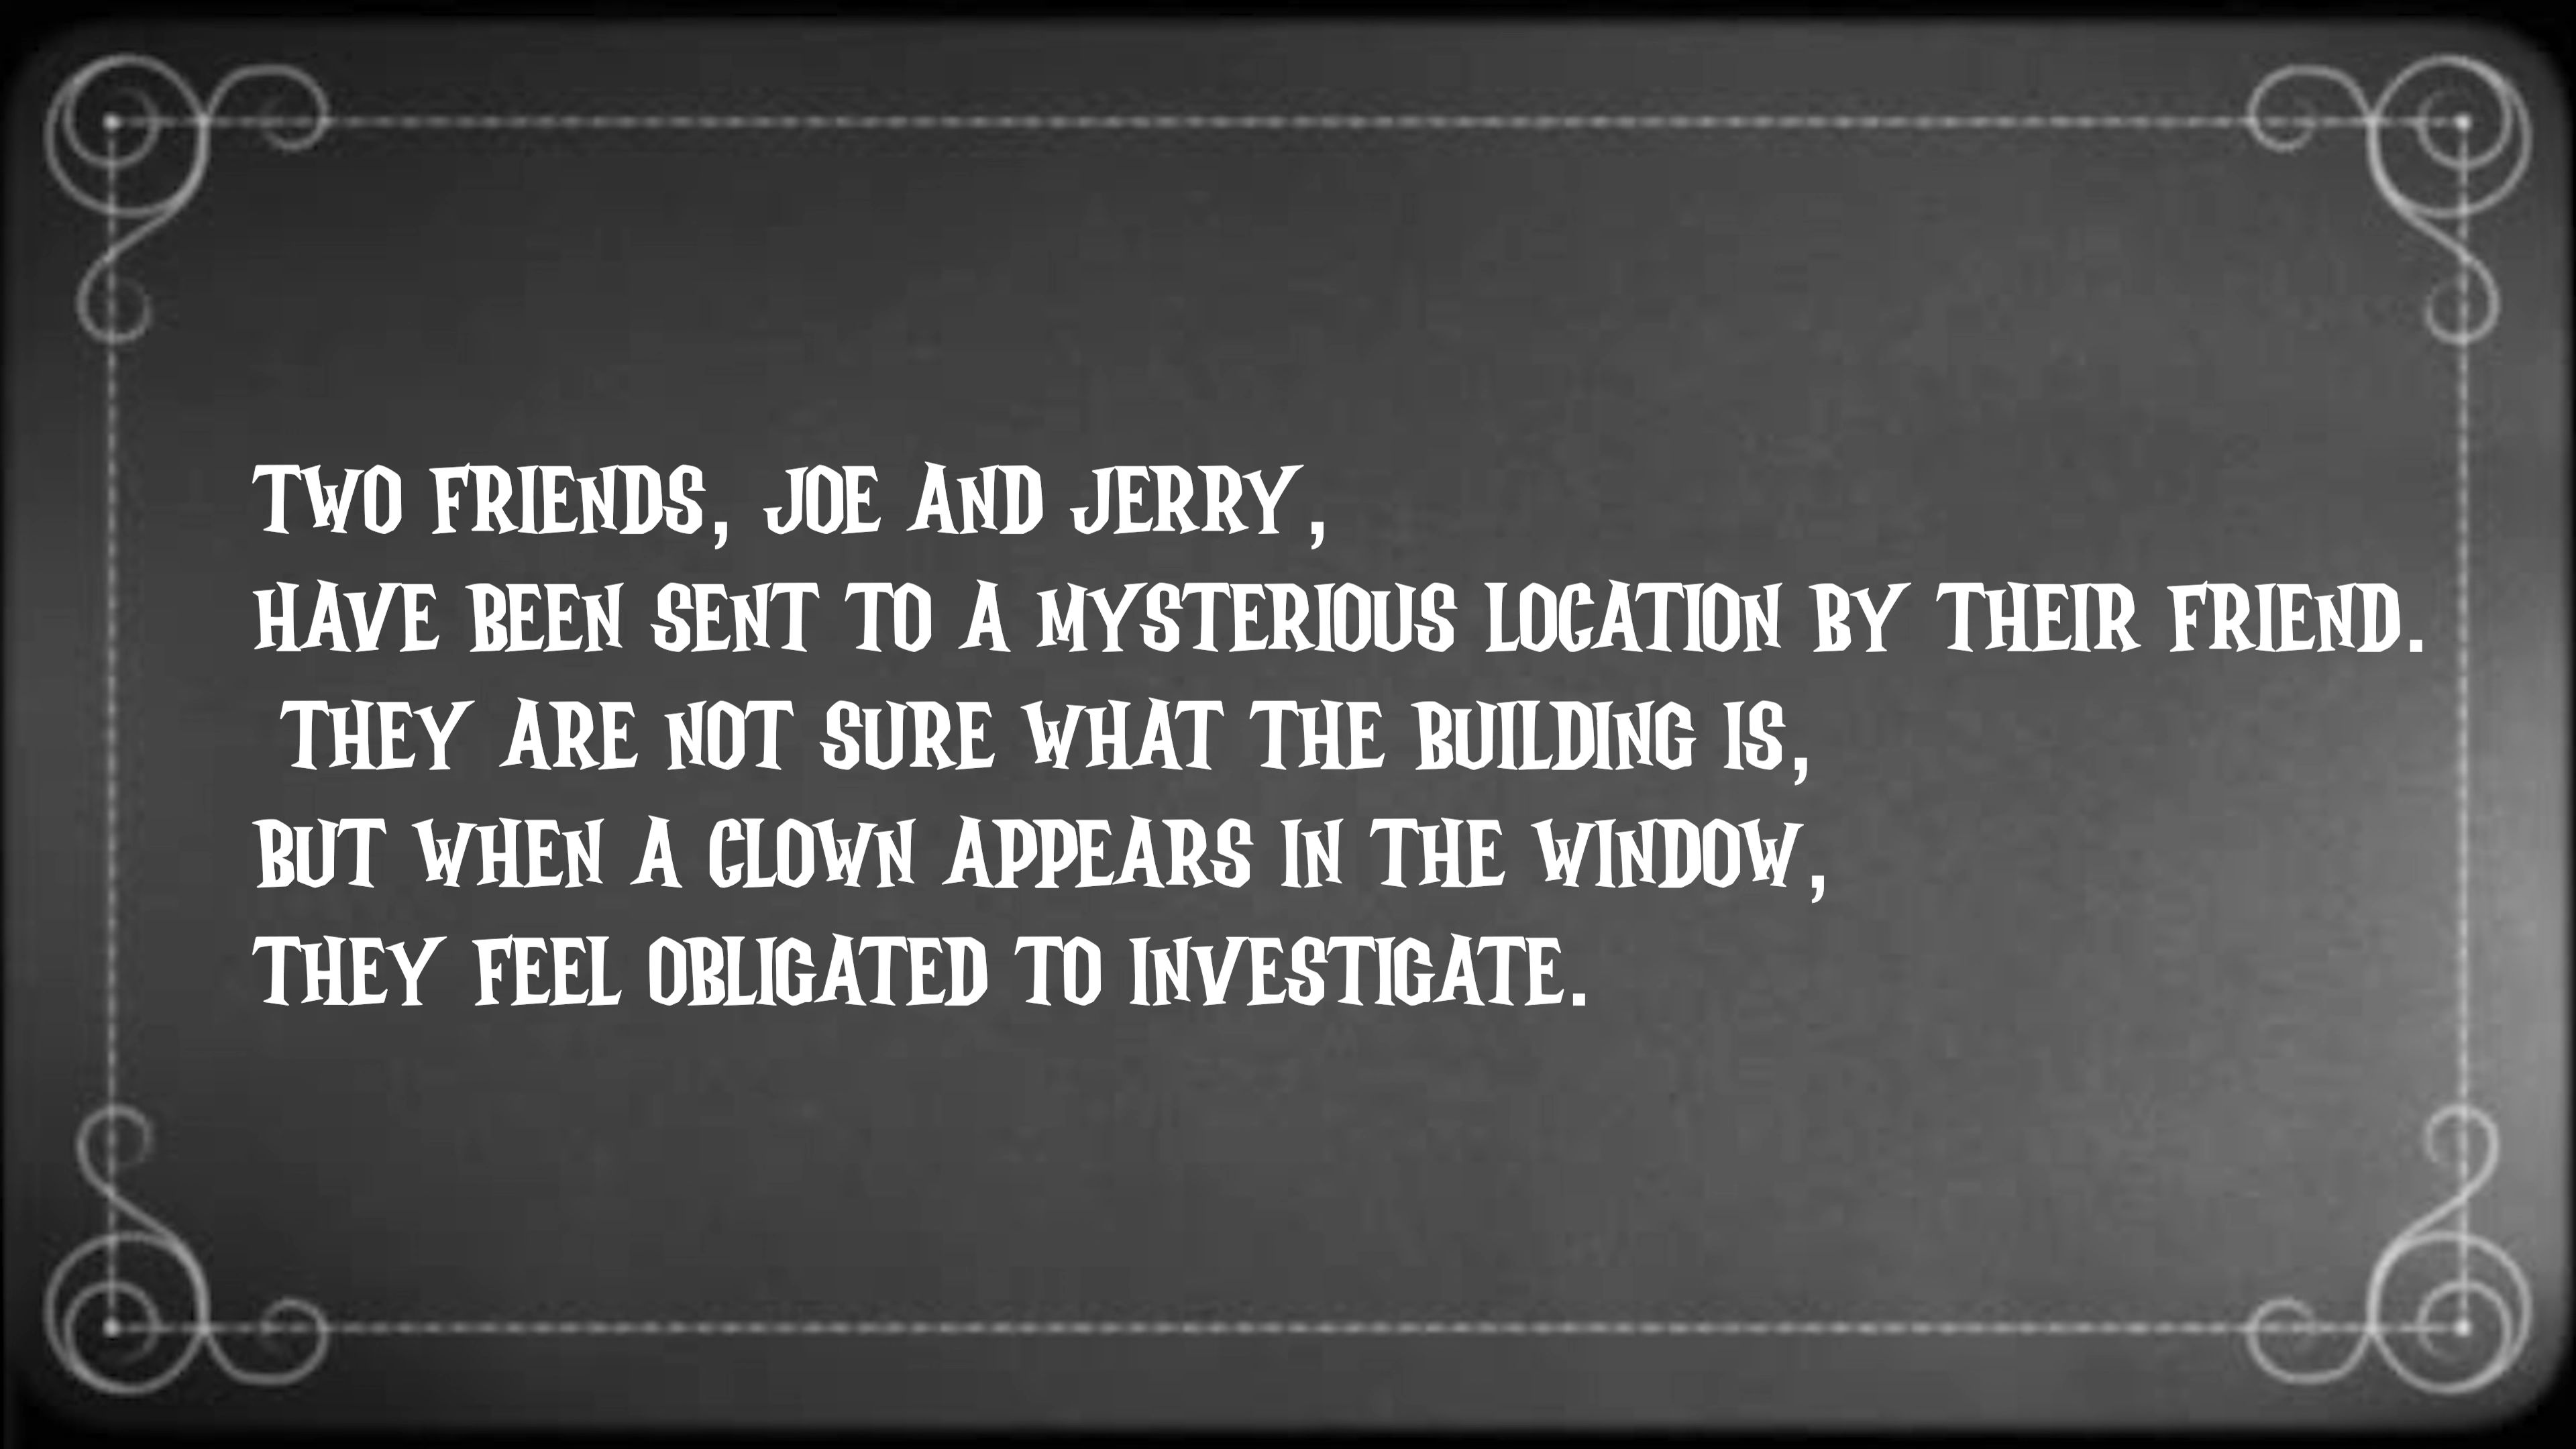 TWO FRIENDS, JOE AND JERRY,
HAVE BEEN SENT TO A MYSTERIOUS LOCATION BY THEIR FRIEND.
THEY ARE NOT SURE WHAT THE BUILDING IS,
BUT WHEN A CLOWN APPEARS IN THE WINDOW,
THEY FEEL OBLIGATED TO INVESTIGATE.